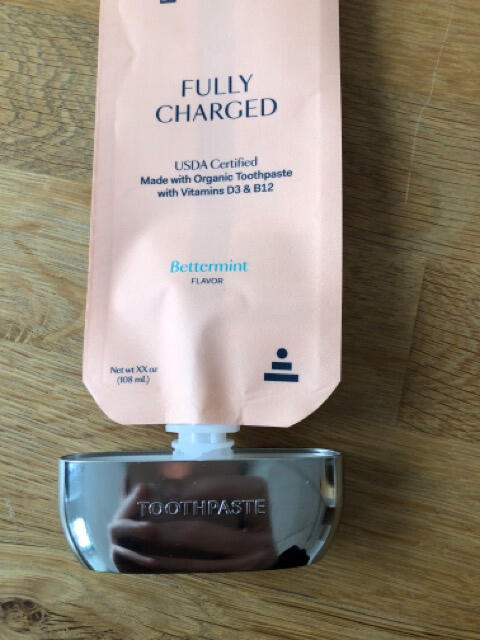 FULLY
CHARGED
USDA Certified
Made with Organic Toothpaste
with Vitamins D3 & B12
Bettermint
FLAVOR
Net wt XX oz
(108 mL)
TOOTHPASTE